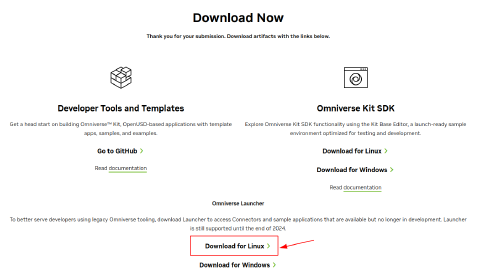 Download Now
Thank you for your submission. Download artifacts with the links below.
Developer Tools and Templates
Get a head start on building Omniverse™ Kit, OpenUSD-based applications with template
apps, samples, and examples.
Go to GitHub >
Read documentation
Omniverse Kit SDK
Explore Omniverse Kit SDK functionality using the Kit Base Editor, a launch-ready sample
environment optimized for testing and development.
Download for Linux >
Download for Windows >
Read documentation
Omniverse Launcher
To better serve developers using legacy Omniverse tooling, download Launcher to access Connectors and sample applications that are available but no longer in development. Launcher
is still supported until the end of 2024.
Download for Linux >
Download for Windows >